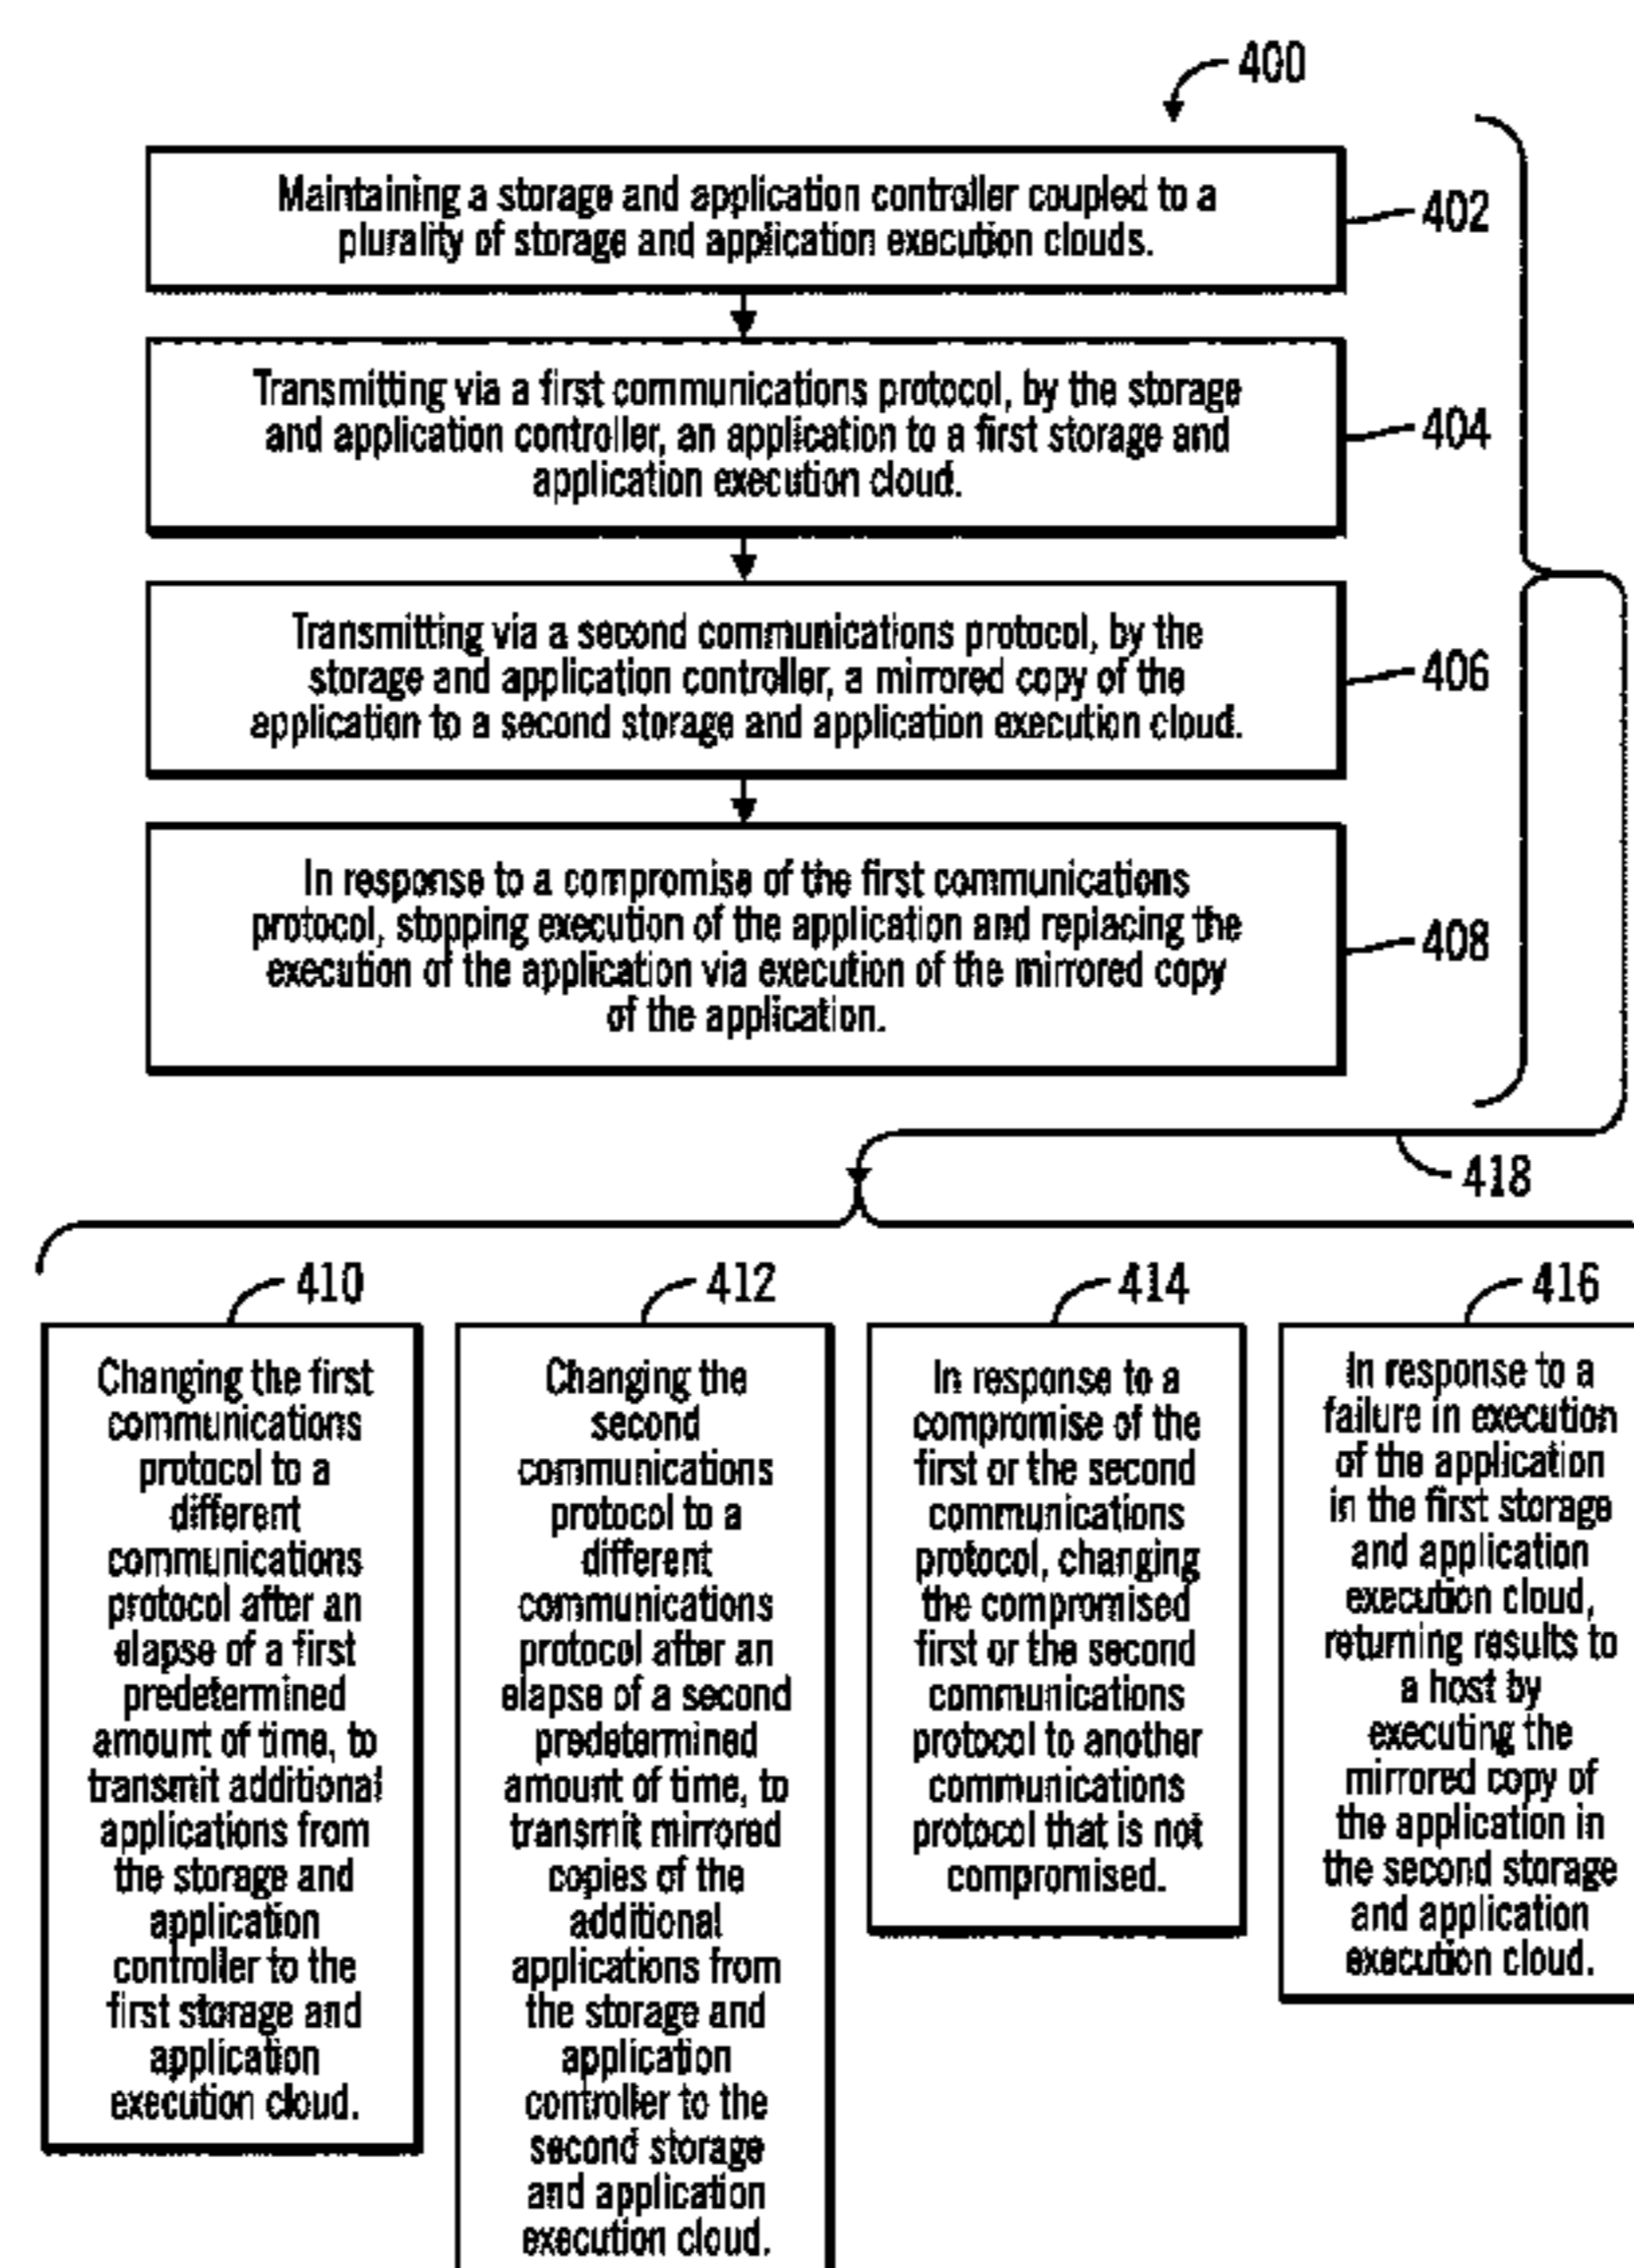 400
Maintaining a storage and application controller coupled to a
plurality of storage and application execution clouds.
402
Transmitting via a first communications protocol, by the storage
and application controller, an application to a first storage and
application execution cloud.
404
Transmitting via a second communications protocol, by the
storage and application controller, a mirrored copy of the
application to a second storage and application execution cloud.
406
In response to a compromise of the first communications
protocol, stopping execution of the application and replacing the
execution of the application via execution of the mirrored copy
of the application.
408
418
410
Changing the first
communications
protocol to a
different
communications
protocol after an
elapse of a first
predetermined
amount of time, to
transmit additional
applications from
the storage and
application
controller to the
first storage and
application
execution cloud.
412
Changing the
second
communications
protocol to a
different
communications
protocol after an
elapse of a second
predetermined
amount of time, to
transmit mirrored
copies of the
additional
applications from
the storage and
application
controller to the
second storage
and application
execution cloud.
414
In response to a
compromise of the
first or the second
communications
protocol, changing
the compromised
first or the second
communications
protocol to another
communications
protocol that is not
compromised.
416
In response to a
failure in execution
of the application
in the first storage
and application
execution cloud,
returning results to
a host by
executing the
mirrored copy of
the application in
the second storage
and application
execution cloud.